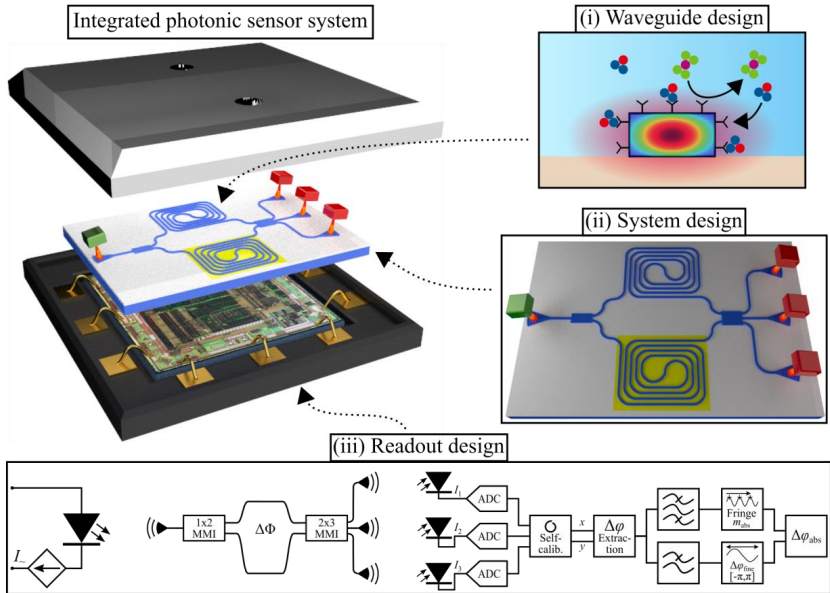 Integrated photonic sensor system
(i) Waveguide design
(ii) System design
(iii) Readout design
I~
1x2
MMI
ΔΦ
2x3
MMI
I1
ADC
I2
ADC
I3
ADC
Self-
calib.
x
y
Δφ
Extrac-
tion
Fringe
mabs
Δφfine
[-π,π]
Δφabs